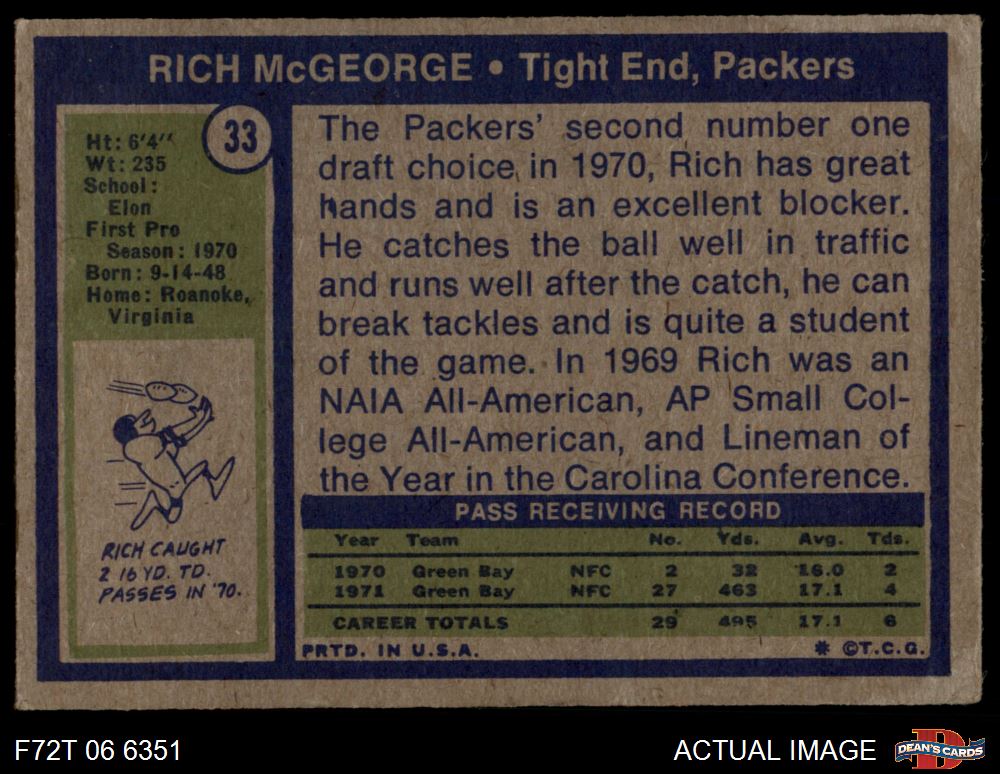 RICH McGEORGE • Tight End, Packers
33
Ht: 6'4"
Wt: 235
School:
Elon
First Pro
Season: 1970
Born: 9-14-48
Home: Roanoke,
Virginia
RICH CAUGHT
2 16 YD. TD.
PASSES IN '70.
The Packers' second number one
draft choice in 1970, Rich has great
hands and is an excellent blocker.
He catches the ball well in traffic
and runs well after the catch, he can
break tackles and is quite a student
of the game. In 1969 Rich was an
NAIA All-American, AP Small Col-
lege All-American, and Lineman of
the Year in the Carolina Conference.
PASS RECEIVING RECORD
Year Team No. Yds. Avg. Tds.
1970 Green Bay NFC 2 32 16.0 2
1971 Green Bay NFC 27 463 17.1 4
CAREER TOTALS 29 495 17.1 6
PRTD. IN U.S.A. * ©T.C.G.
F72T 06 6351
ACTUAL IMAGE
D
DEAN'S CARDS